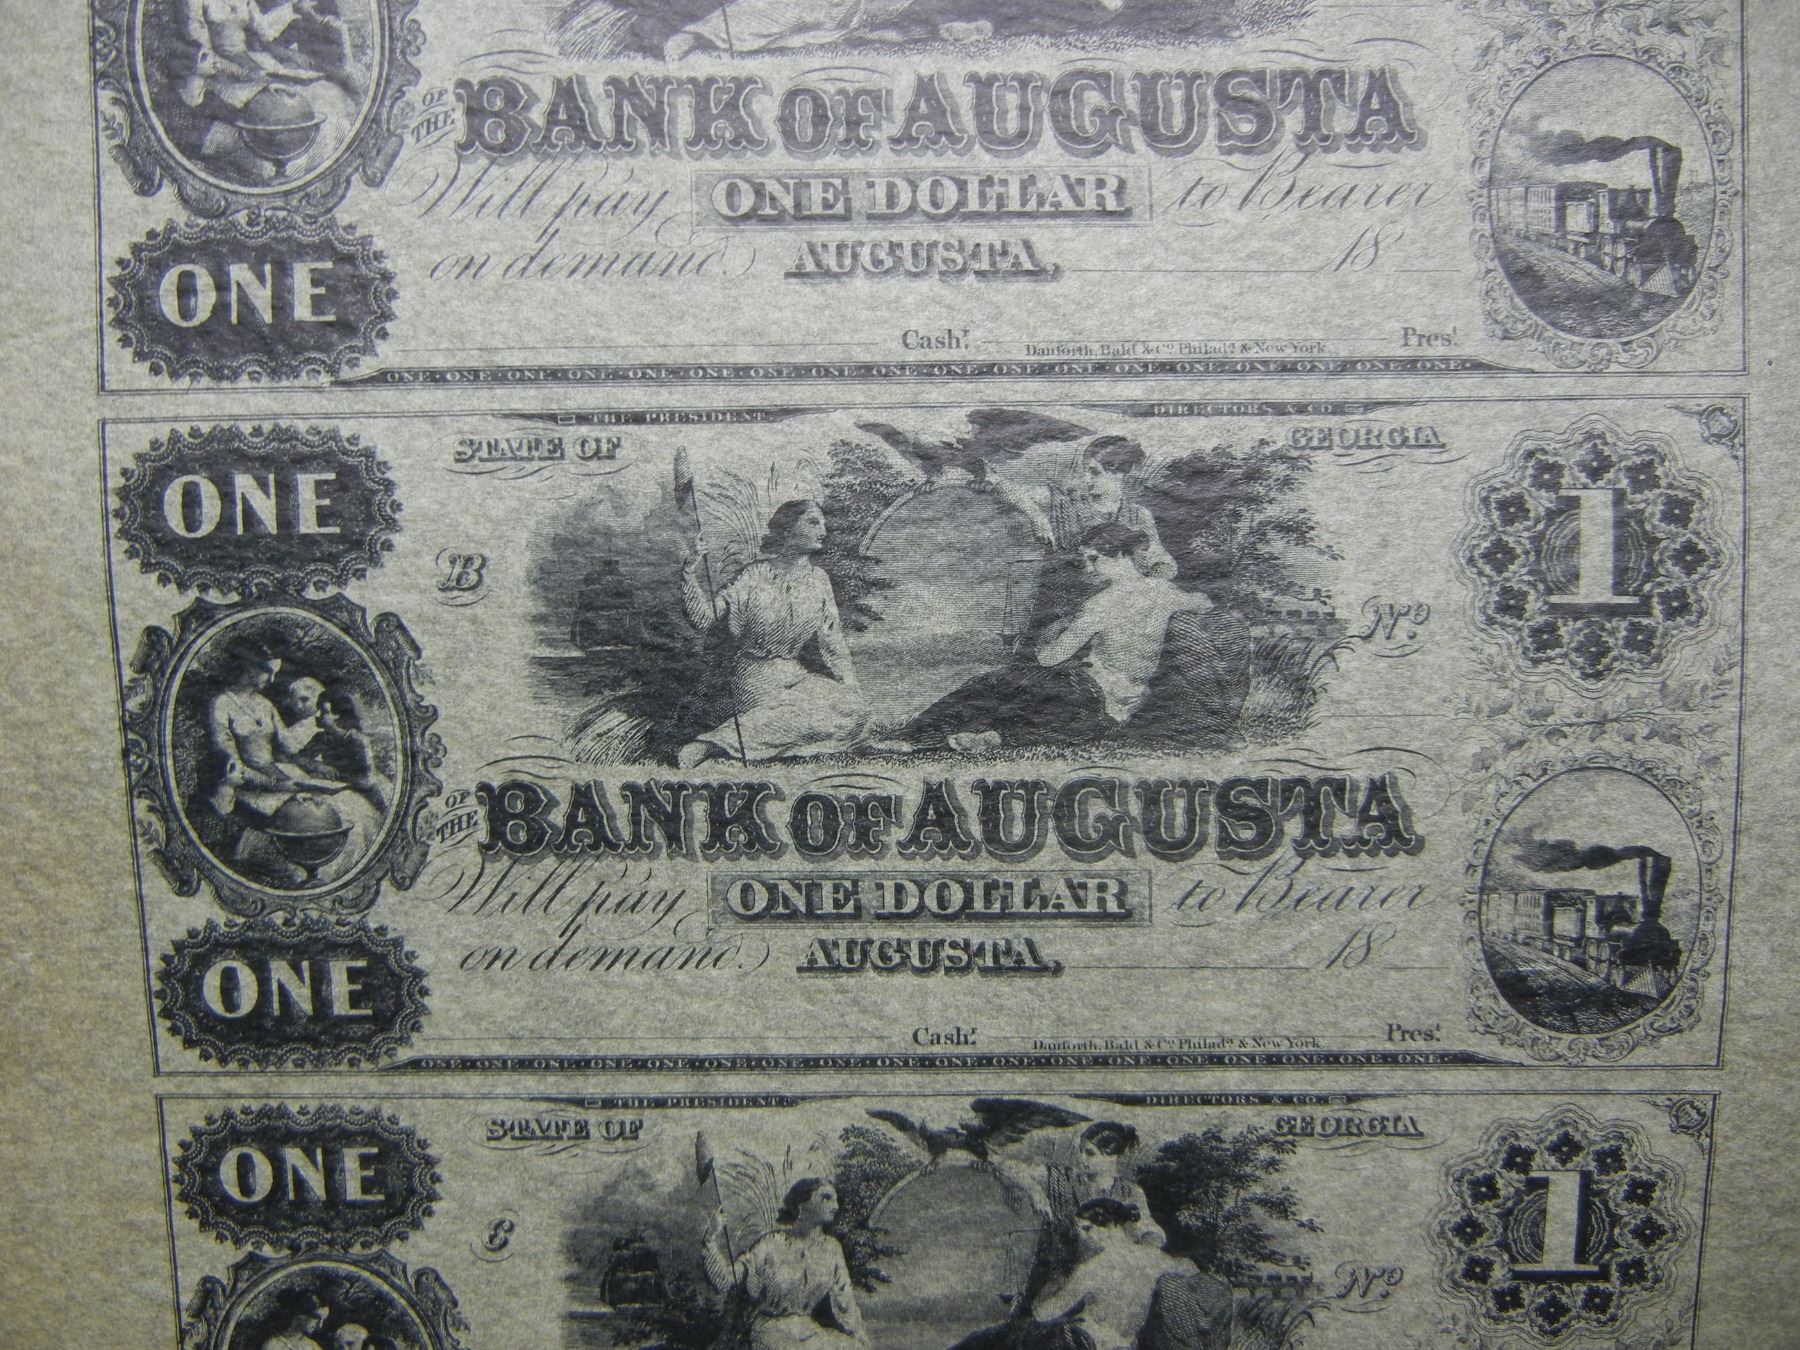 OF THE BANK OF AUGUSTA
Will pay ONE DOLLAR to Bearer
on demand. AUGUSTA, 18
ONE
Cash.r Danforth, Bald & Co. Philada. & New York. Pres.t
ONE · ONE · ONE · ONE · ONE · ONE · ONE · ONE · ONE · ONE · ONE · ONE · ONE · ONE · ONE · ONE · ONE · ONE
THE PRESIDENT DIRECTORS & CO.
STATE OF GEORGIA
ONE 1
B No.
OF THE BANK OF AUGUSTA
Will pay ONE DOLLAR to Bearer
on demand. AUGUSTA, 18
ONE
Cash.r Danforth, Bald & Co. Philada. & New York. Pres.t
ONE · ONE · ONE · ONE · ONE · ONE · ONE · ONE · ONE · ONE · ONE · ONE · ONE · ONE · ONE · ONE · ONE · ONE
THE PRESIDENT DIRECTORS & CO.
STATE OF GEORGIA
ONE 1
C No.